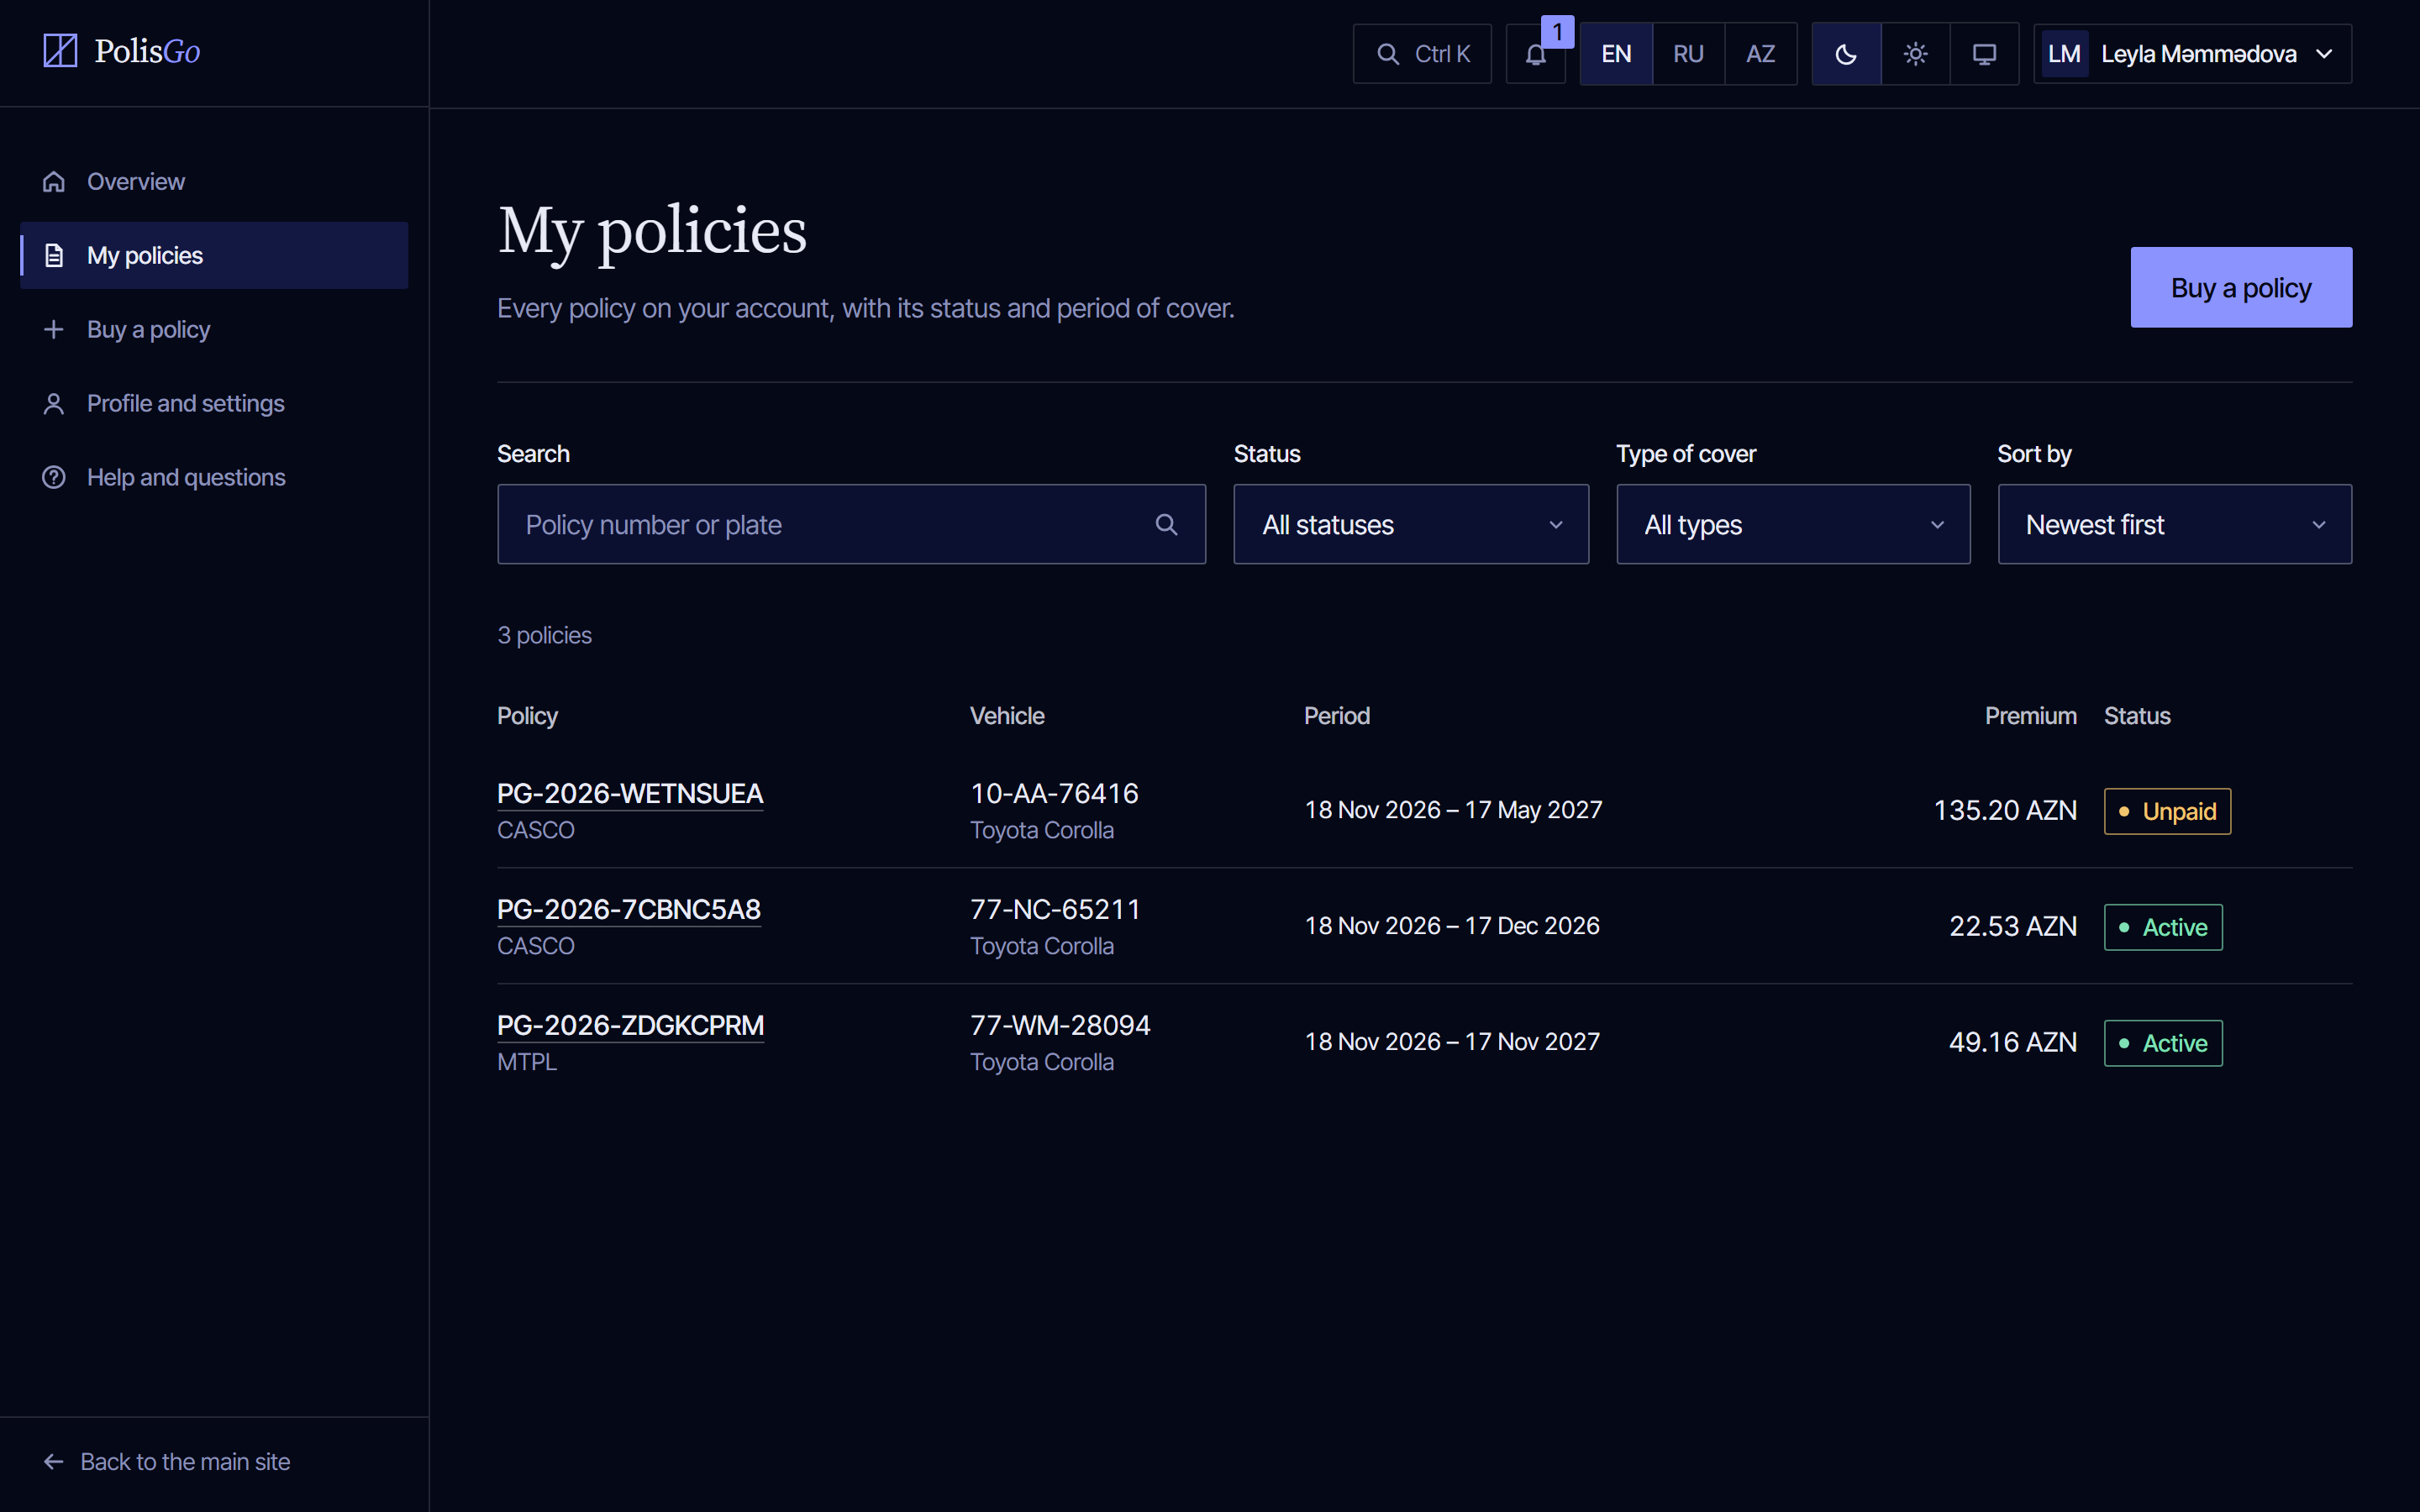 PolisGo
Ctrl K
1
EN
RU
AZ
LM
Leyla Məmmədova
Overview
My policies
Buy a policy
Profile and settings
Help and questions
Back to the main site
My policies
Every policy on your account, with its status and period of cover.
Buy a policy
Search
Status
Type of cover
Sort by
Policy number or plate
All statuses
All types
Newest first
3 policies
Policy
Vehicle
Period
Premium
Status
PG-2026-WETNSUEA
CASCO
10-AA-76416
Toyota Corolla
18 Nov 2026 – 17 May 2027
135.20 AZN
Unpaid
PG-2026-7CBNC5A8
CASCO
77-NC-65211
Toyota Corolla
18 Nov 2026 – 17 Dec 2026
22.53 AZN
Active
PG-2026-ZDGKCPRM
MTPL
77-WM-28094
Toyota Corolla
18 Nov 2026 – 17 Nov 2027
49.16 AZN
Active